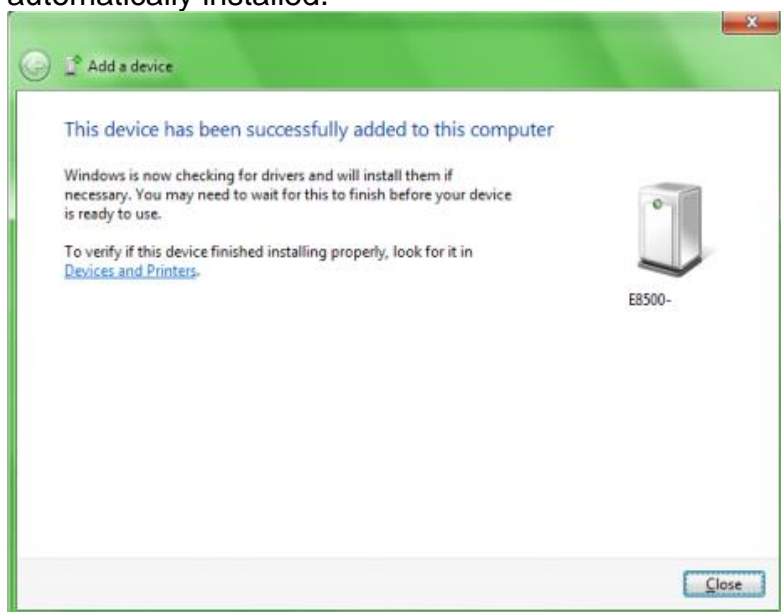 automatically installed.
Add a device
This device has been successfully added to this computer
Windows is now checking for drivers and will install them if
necessary. You may need to wait for this to finish before your device
is ready to use.
To verify if this device finished installing properly, look for it in
Devices and Printers.
E8500-
Close